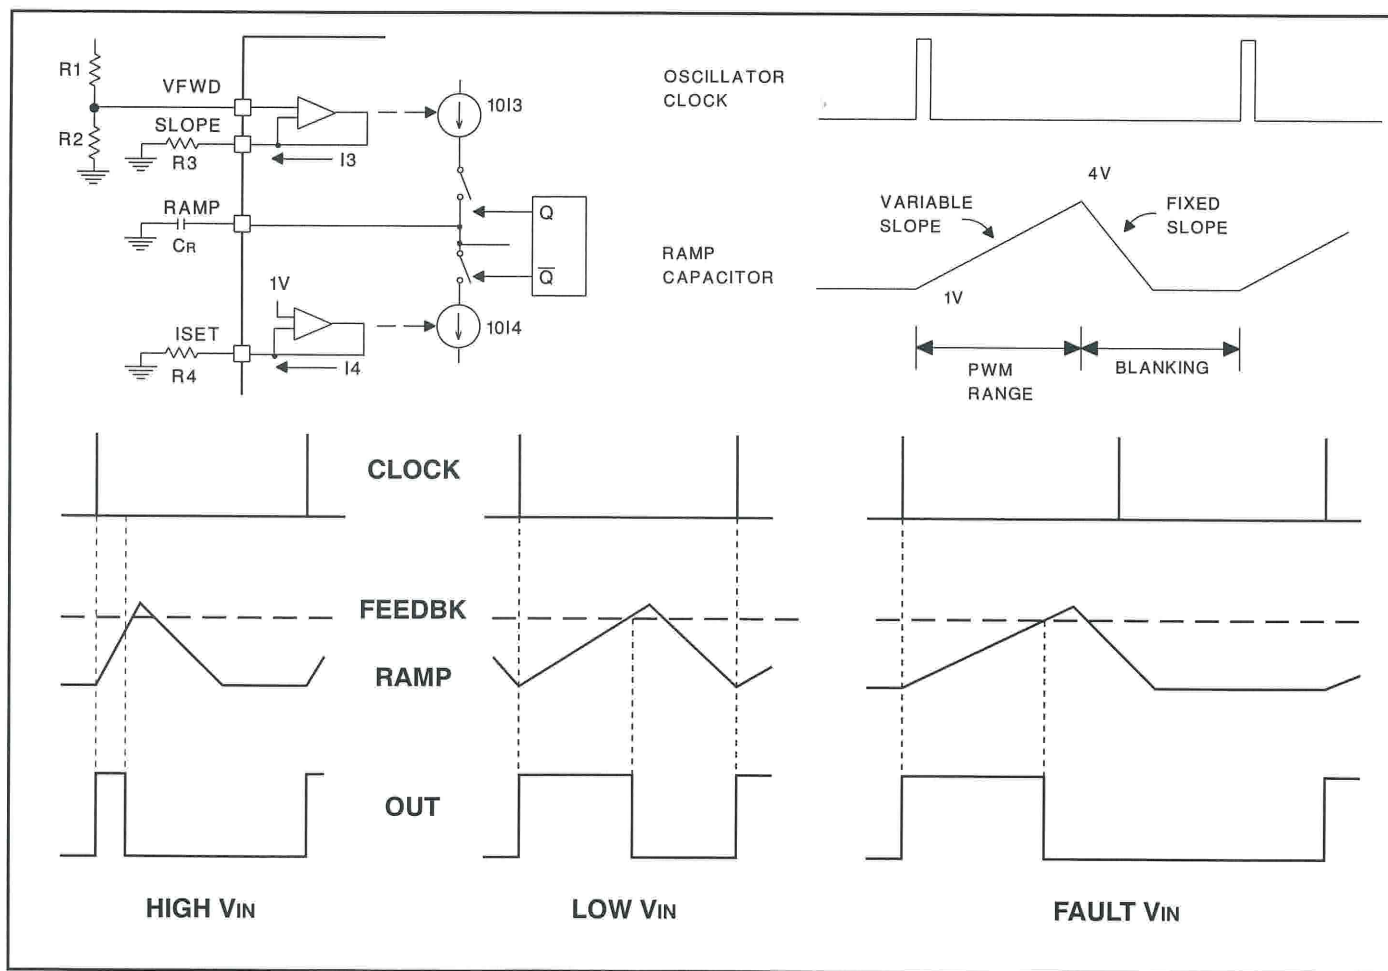 R1
VFWD
10I3
R2
SLOPE
R3
I3
RAMP
CR
Q
Q
1V
ISET
R4
I4
10I4
OSCILLATOR
CLOCK
RAMP
CAPACITOR
VARIABLE
SLOPE
4V
FIXED
SLOPE
1V
PWM
RANGE
BLANKING
CLOCK
FEEDBK
RAMP
OUT
HIGH VIN
LOW VIN
FAULT VIN